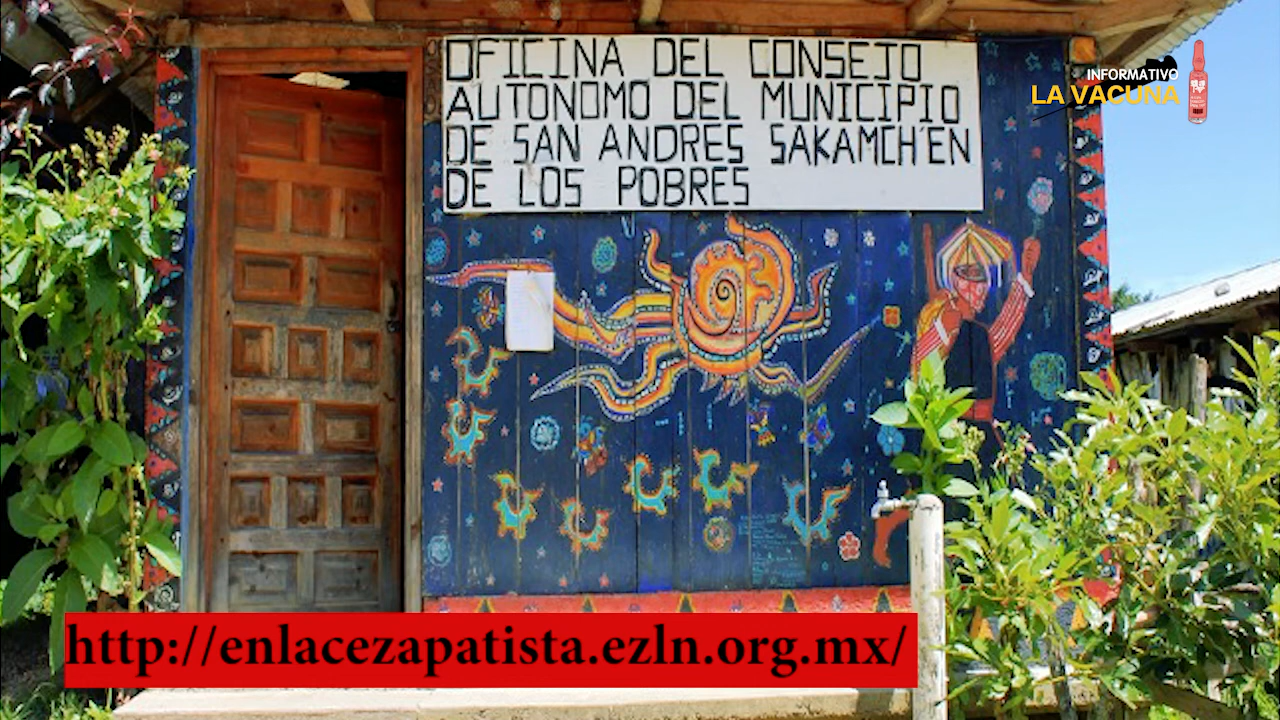 OFICINA DEL CONSEJO
AUTONOMO DEL MUNICIPIO
DE SAN ANDRES SAKAMCH'EN
DE LOS POBRES
INFORMATIVO
LA VACUNA
http://enlacezapatista.ezln.org.mx/